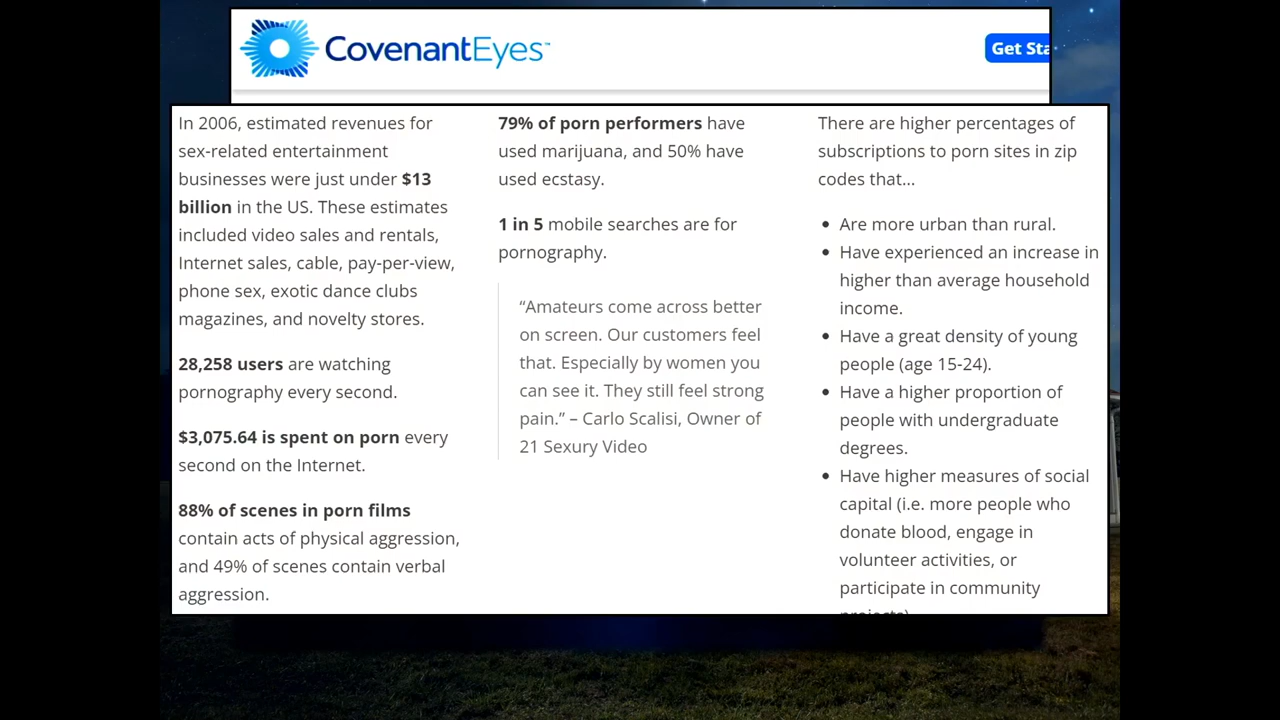 CovenantEyes™
Get Sta
In 2006, estimated revenues for
sex-related entertainment
businesses were just under $13
billion in the US. These estimates
included video sales and rentals,
Internet sales, cable, pay-per-view,
phone sex, exotic dance clubs
magazines, and novelty stores.
28,258 users are watching
pornography every second.
$3,075.64 is spent on porn every
second on the Internet.
88% of scenes in porn films
contain acts of physical aggression,
and 49% of scenes contain verbal
aggression.
79% of porn performers have
used marijuana, and 50% have
used ecstasy.
1 in 5 mobile searches are for
pornography.
“Amateurs come across better
on screen. Our customers feel
that. Especially by women you
can see it. They still feel strong
pain.” – Carlo Scalisi, Owner of
21 Sexury Video
There are higher percentages of
subscriptions to porn sites in zip
codes that…
• Are more urban than rural.
• Have experienced an increase in
higher than average household
income.
• Have a great density of young
people (age 15-24).
• Have a higher proportion of
people with undergraduate
degrees.
• Have higher measures of social
capital (i.e. more people who
donate blood, engage in
volunteer activities, or
participate in community
projects)